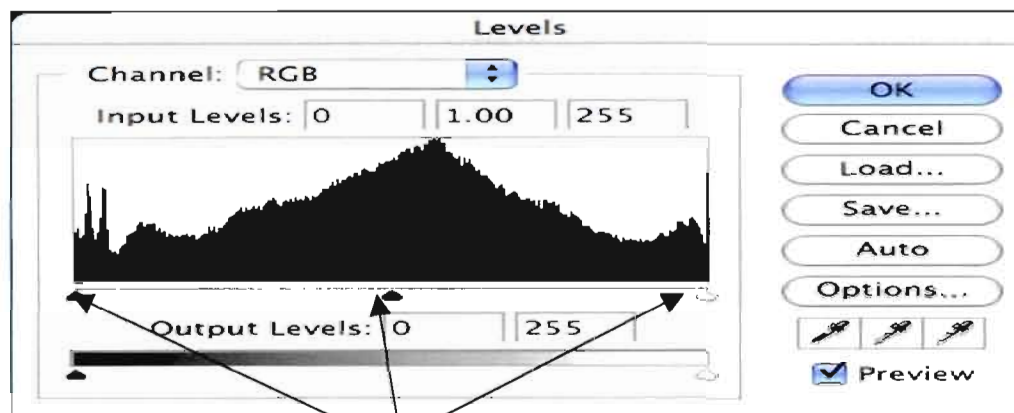 Levels
Channel: RGB
Input Levels: 0 1.00 255
Output Levels: 0 255
OK
Cancel
Load...
Save...
Auto
Options...
Preview